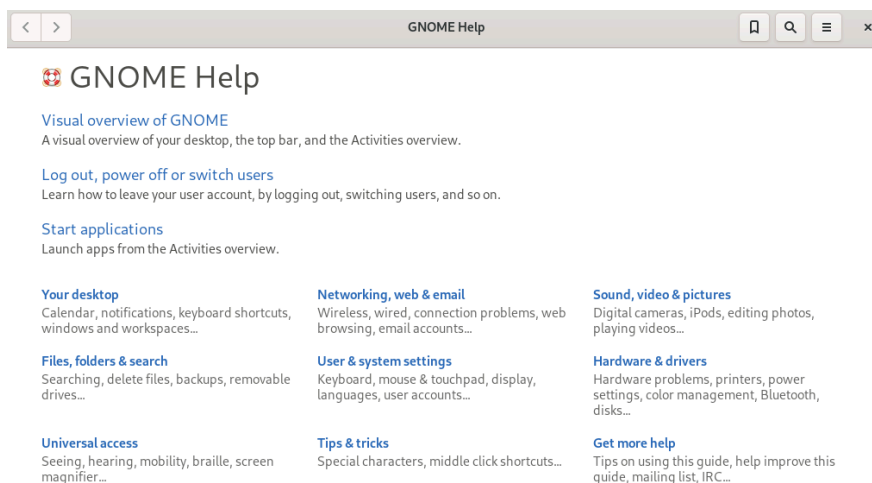 GNOME Help
GNOME Help
Visual overview of GNOME
A visual overview of your desktop, the top bar, and the Activities overview.
Log out, power off or switch users
Learn how to leave your user account, by logging out, switching users, and so on.
Start applications
Launch apps from the Activities overview.
Your desktop
Calendar, notifications, keyboard shortcuts,
windows and workspaces…
Networking, web & email
Wireless, wired, connection problems, web
browsing, email accounts…
Sound, video & pictures
Digital cameras, iPods, editing photos,
playing videos…
Files, folders & search
Searching, delete files, backups, removable
drives…
User & system settings
Keyboard, mouse & touchpad, display,
languages, user accounts…
Hardware & drivers
Hardware problems, printers, power
settings, color management, Bluetooth,
disks…
Universal access
Seeing, hearing, mobility, braille, screen
magnifier…
Tips & tricks
Special characters, middle click shortcuts…
Get more help
Tips on using this guide, help improve this
guide, mailing list, IRC…